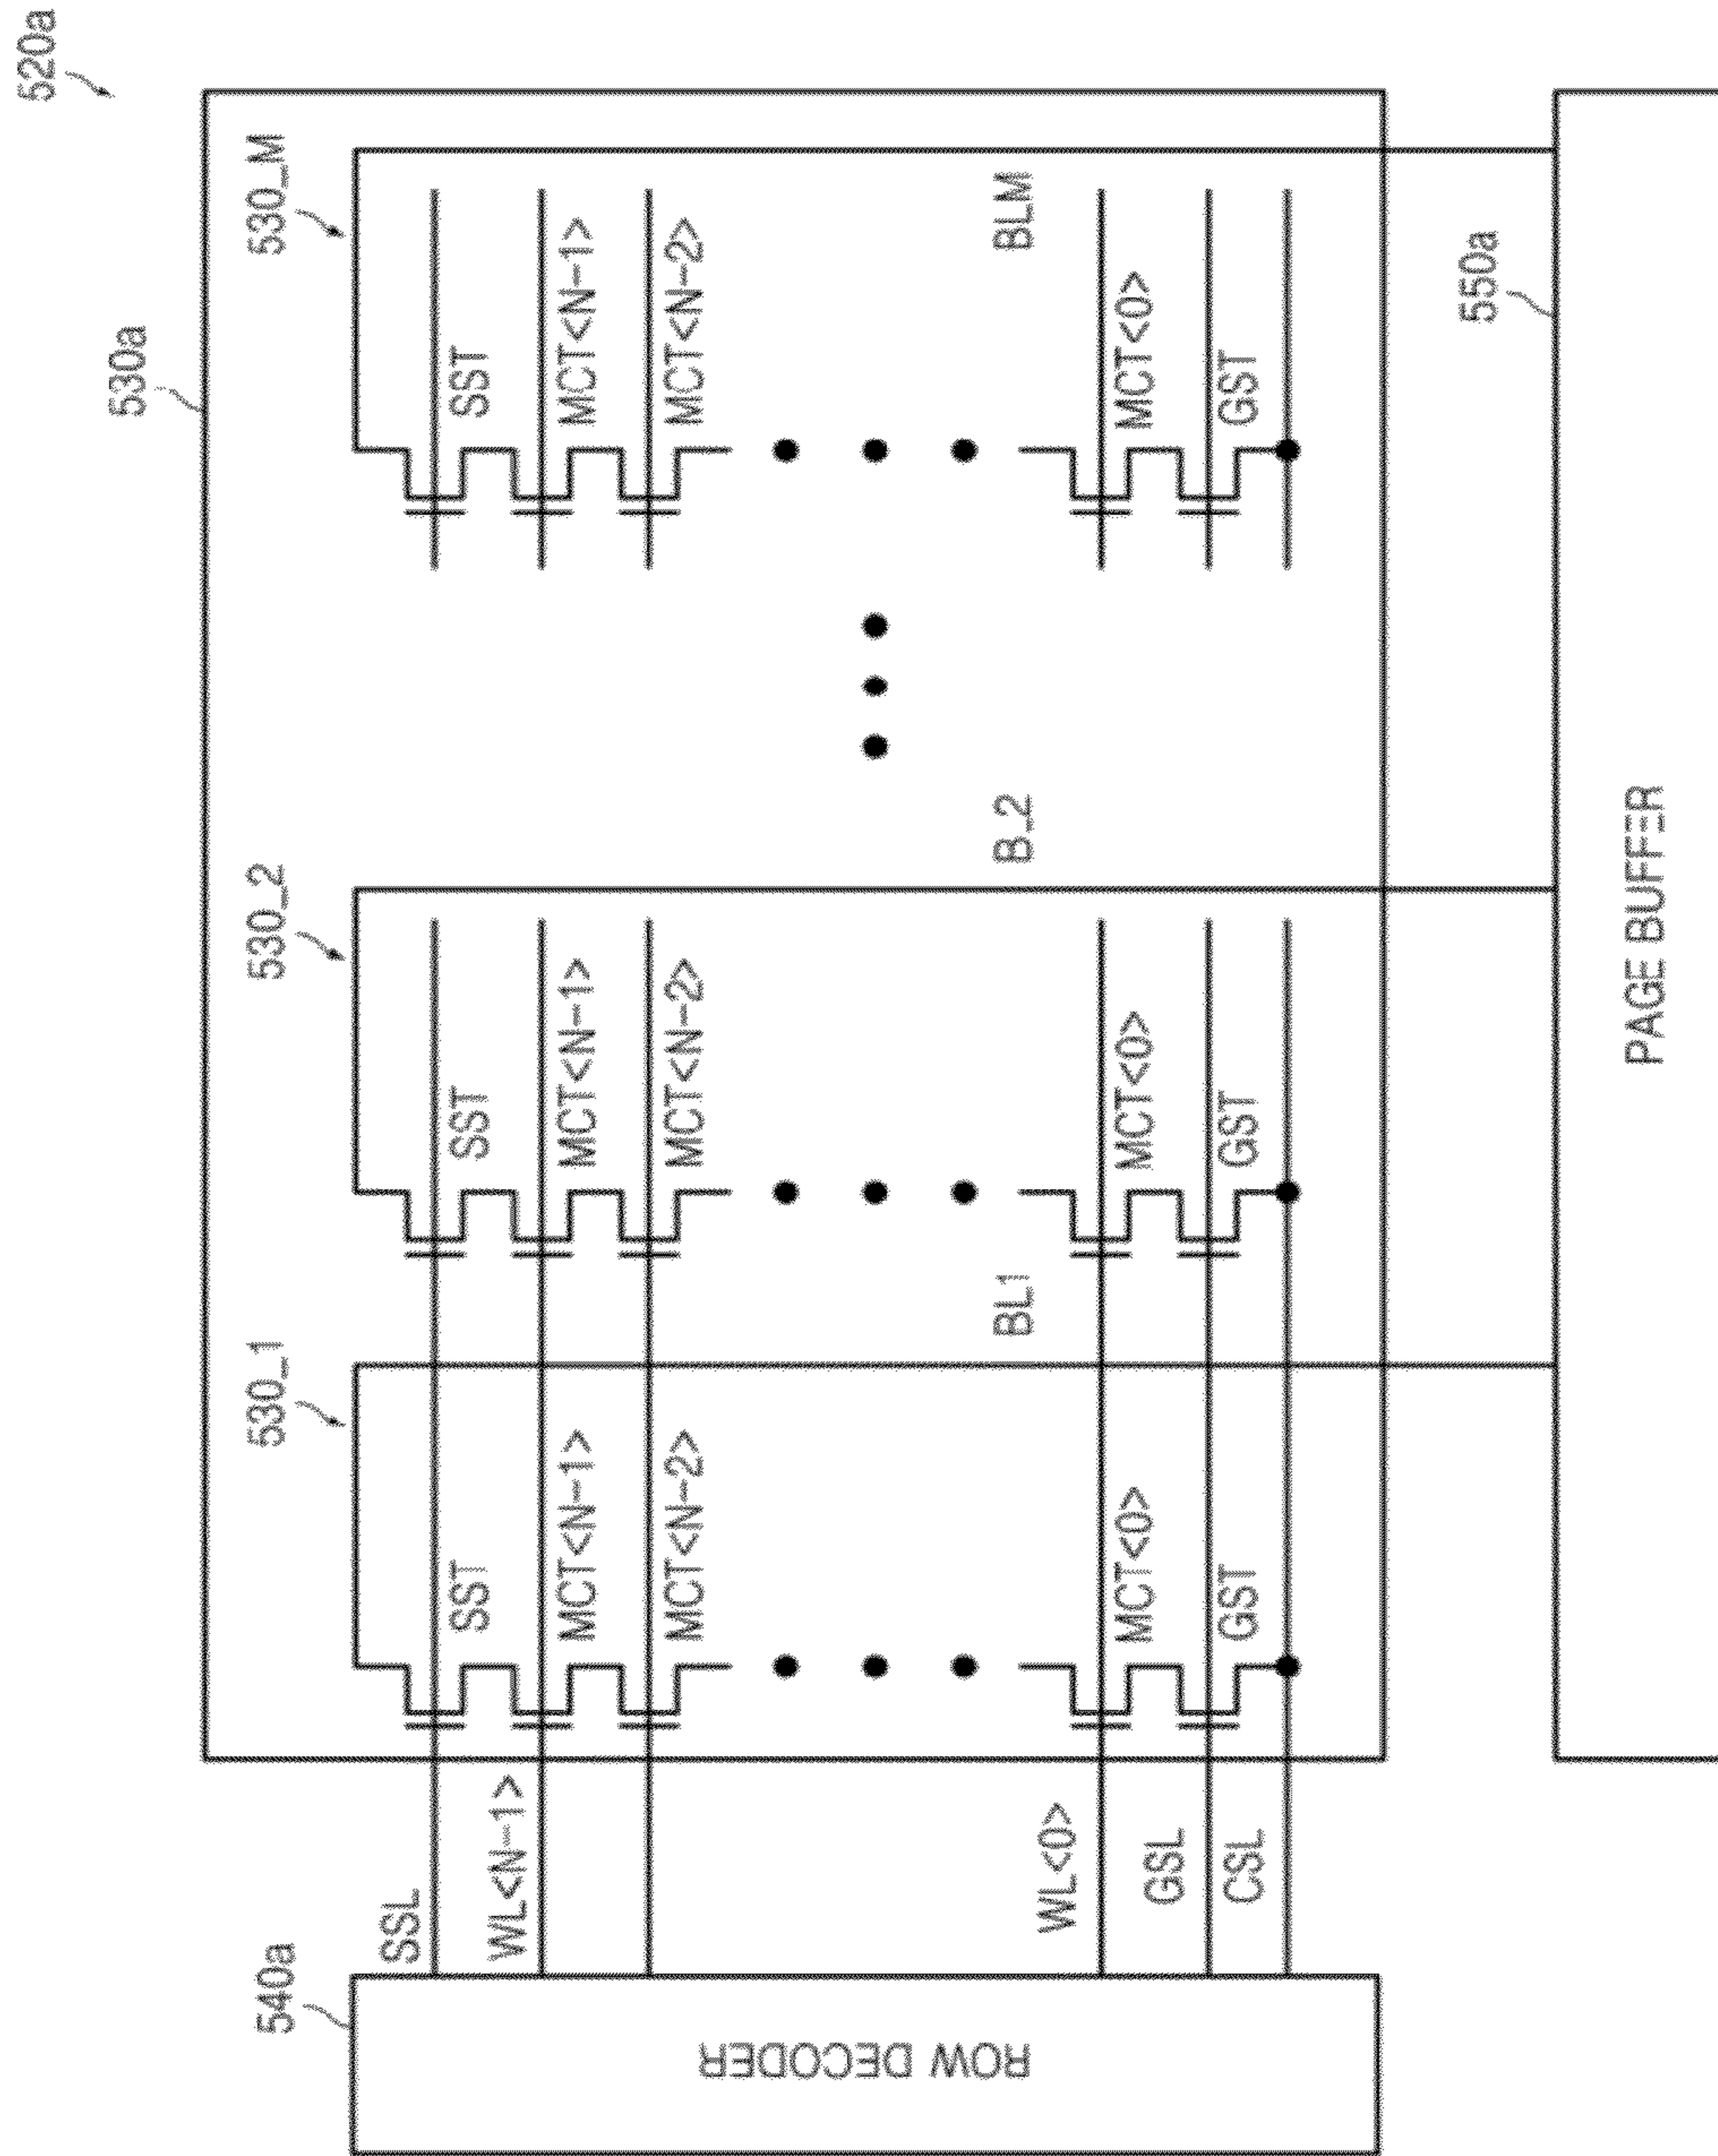 520a
530a
540a
530_1
530_2
530_M
SSL
SST
SST
SST
WL<N-1>
MCT<N-1>
MCT<N-1>
MCT<N-1>
MCT<N-2>
MCT<N-2>
MCT<N-2>
ROW DECODER
BL1
B_2
BLM
WL<0>
MCT<0>
MCT<0>
MCT<0>
GSL
GST
GST
GST
CSL
550a
PAGE BUFFER